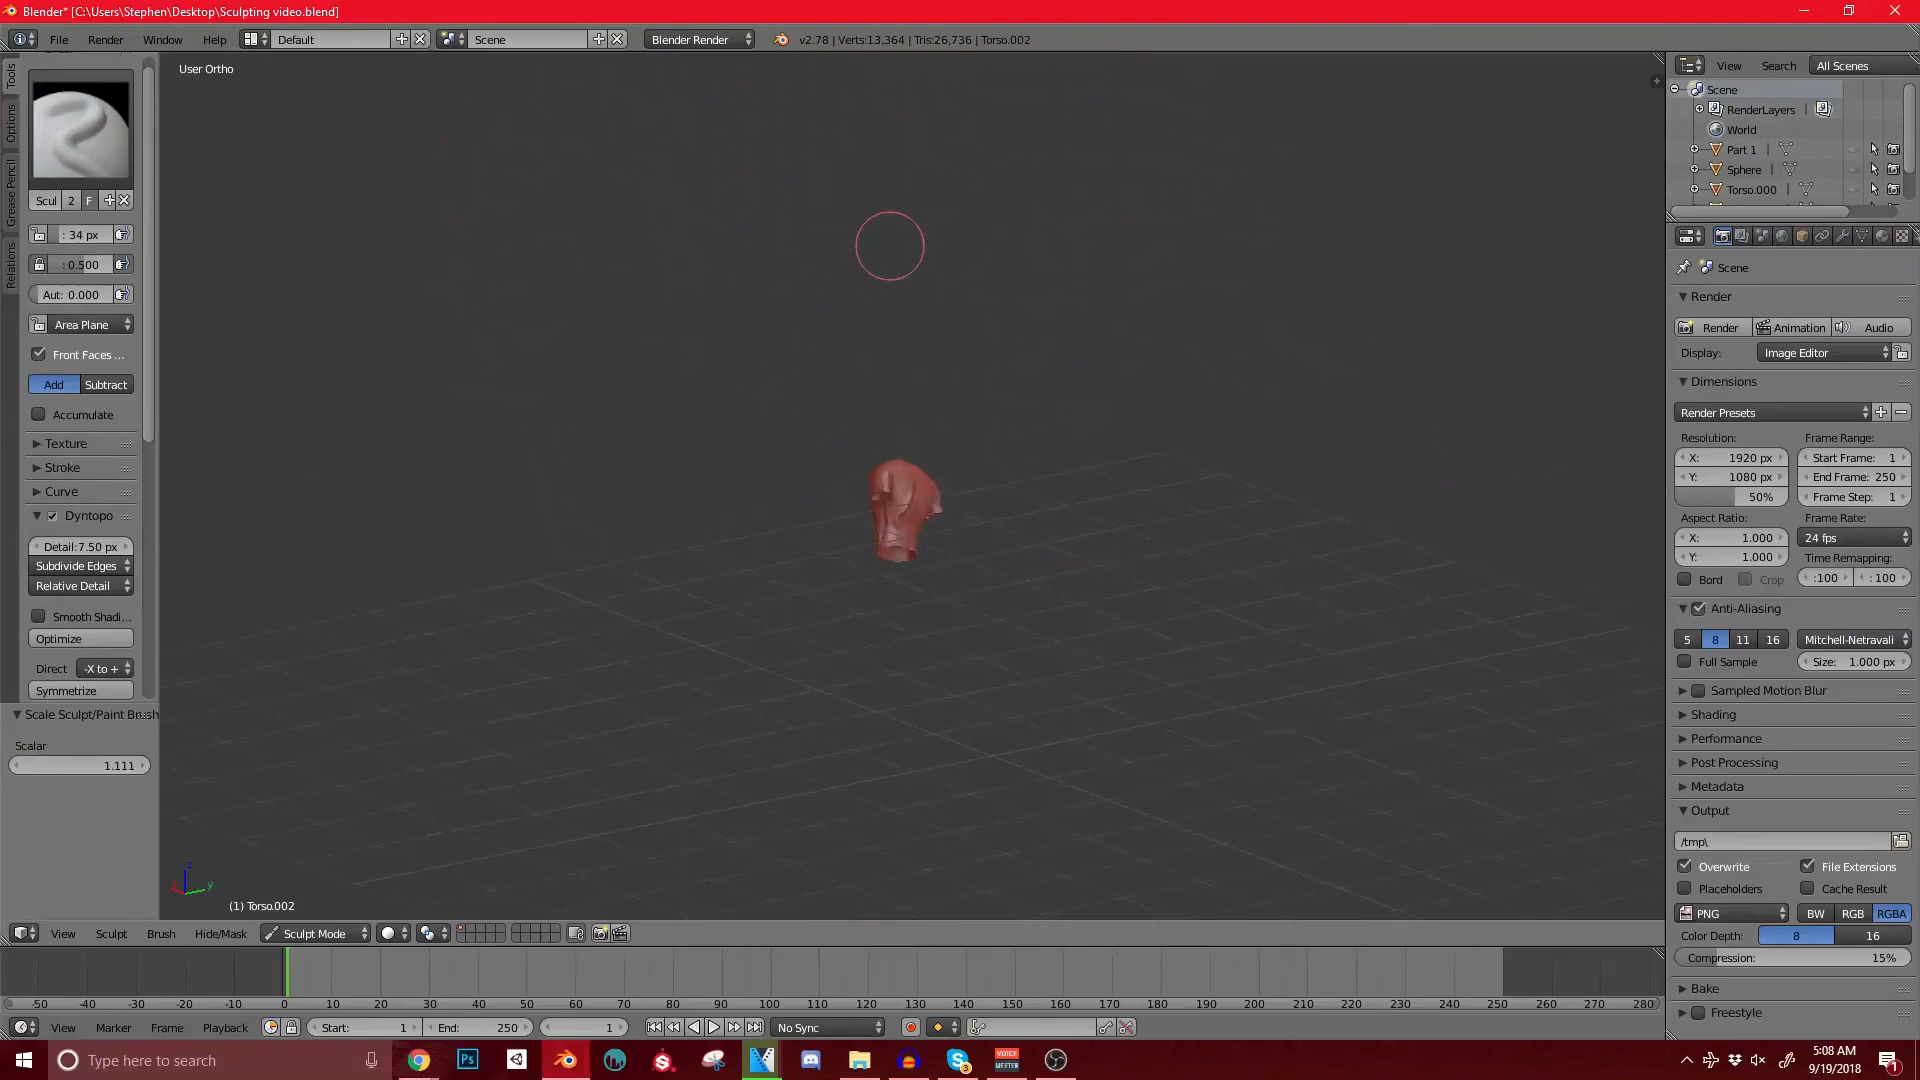 Blender* [C:\Users\Stephen\Desktop\Sculpting video.blend]
File Render Window Help Default Scene Blender Render v2.78 | Verts:13,364 | Tris:26,736 | Torso.002
User Ortho
Tools
Options
Grease Pencil
Relations
Scul 2 F
: 34 px
: 0.500
Aut: 0.000
Area Plane
Front Faces ...
Add Subtract
Accumulate
Texture
Stroke
Curve
Dyntopo
Detail:7.50 px
Subdivide Edges
Relative Detail
Smooth Shadi...
Optimize
Direct -X to +
Symmetrize
Scale Sculpt/Paint Brush
Scalar
1.111
z
y
(1) Torso.002
View Search All Scenes
Scene
RenderLayers
World
Part 1
Sphere
Torso.000
Scene
Render
Render Animation Audio
Display: Image Editor
Dimensions
Render Presets
Resolution: Frame Range:
X: 1920 px Start Frame: 1
Y: 1080 px End Frame: 250
50% Frame Step: 1
Aspect Ratio: Frame Rate:
X: 1.000 24 fps
Y: 1.000 Time Remapping:
Bord Crop :100 : 100
Anti-Aliasing
5 8 11 16 Mitchell-Netravali
Full Sample Size: 1.000 px
Sampled Motion Blur
Shading
Performance
Post Processing
Metadata
Output
/tmp\
Overwrite File Extensions
Placeholders Cache Result
PNG BW RGB RGBA
Color Depth: 8 16
Compression: 15%
Bake
Freestyle
View Sculpt Brush Hide/Mask Sculpt Mode
-50 -40 -30 -20 -10 0 10 20 30 40 50 60 70 80 90 100 110 120 130 140 150 160 170 180 190 200 210 220 230 240 250 260 270 280
View Marker Frame Playback Start: 1 End: 250 1 No Sync
Type here to search Ps VOICE MEETER 3 5:08 AM
9/19/2018 1